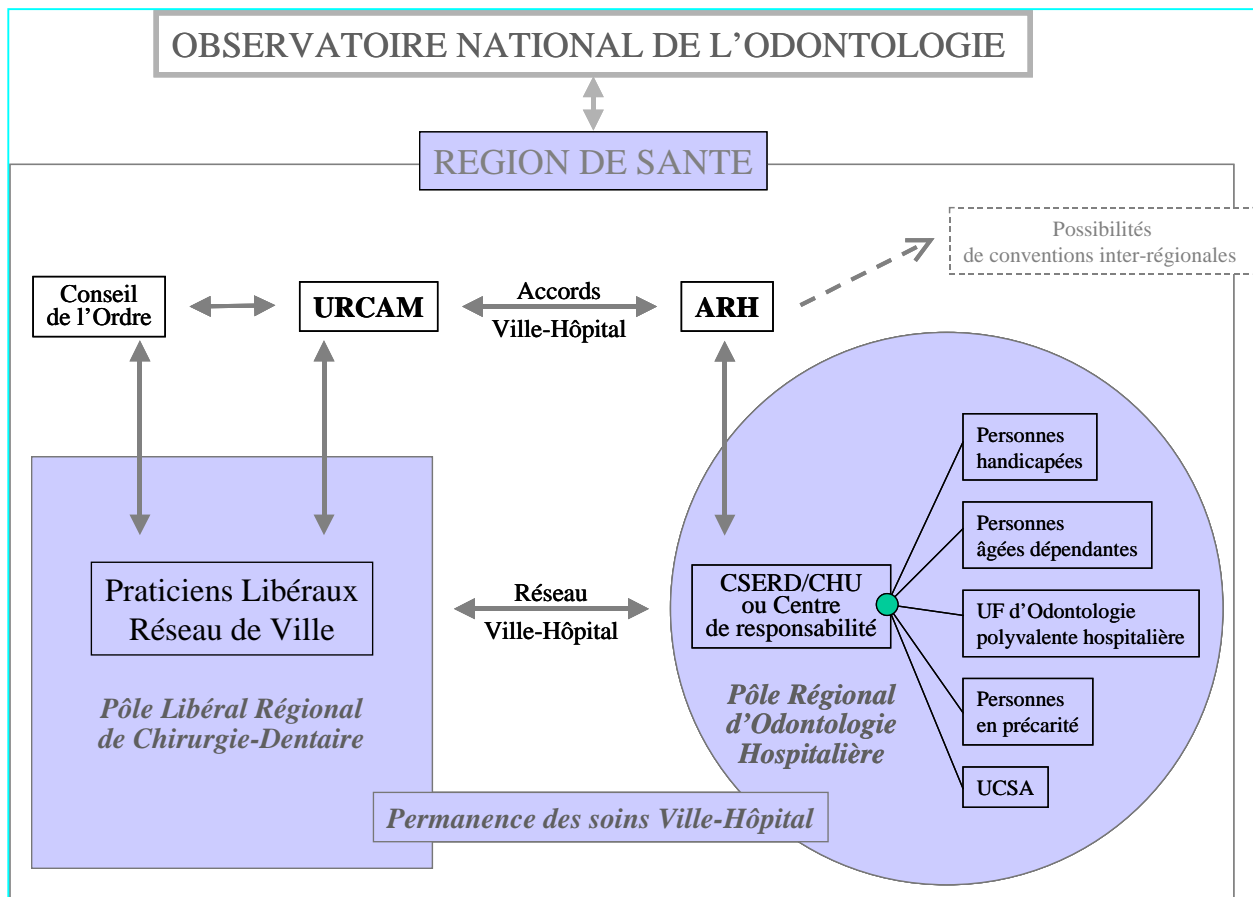 OBSERVATOIRE NATIONAL DE L’ODONTOLOGIE
REGION DE SANTE
Possibilités
de conventions inter-régionales
Conseil
de l’Ordre
URCAM
Accords
Ville-Hôpital
ARH
Personnes
handicapées
Personnes
âgées dépendantes
UF d’Odontologie
polyvalente hospitalière
Personnes
en précarité
UCSA
Praticiens Libéraux
Réseau de Ville
Réseau
Ville-Hôpital
CSERD/CHU
ou Centre
de responsabilité
Pôle Libéral Régional
de Chirurgie-Dentaire
Pôle Régional
d’Odontologie
Hospitalière
Permanence des soins Ville-Hôpital